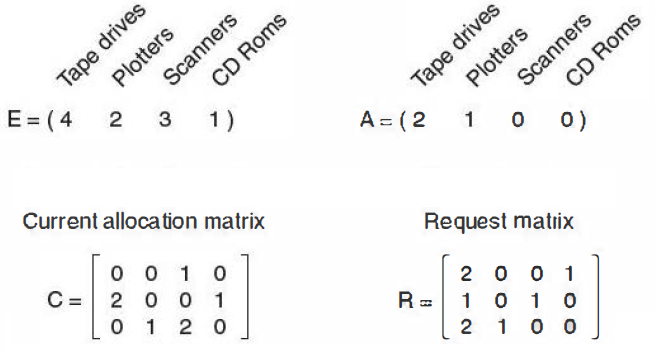 Tape drives Plotters Scanners CD Roms
E = ( 4 2 3 1 )
Tape drives Plotters Scanners CD Roms
A = ( 2 1 0 0 )
Current allocation matrix
C =
0 0 1 0
2 0 0 1
0 1 2 0
Request matrix
R =
2 0 0 1
1 0 1 0
2 1 0 0